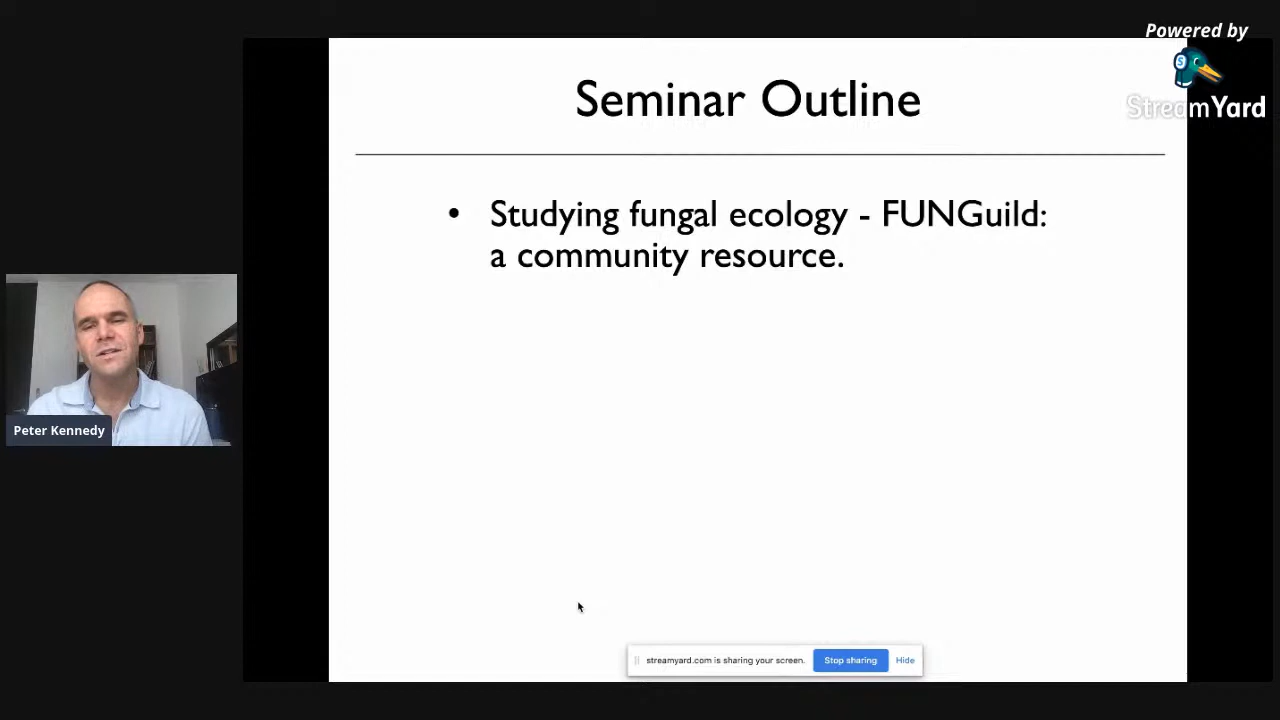 Powered by
StreamYard
Seminar Outline
• Studying fungal ecology - FUNGuild:
a community resource.
Peter Kennedy
streamyard.com is sharing your screen. Stop sharing Hide